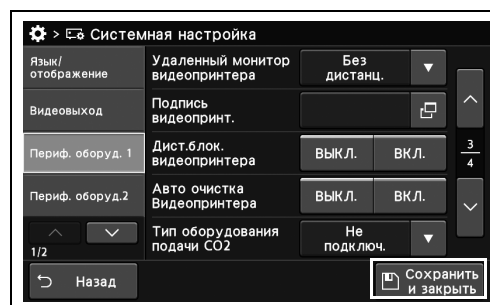 > Системная настройка
Язык/
отображение
Видеовыход
Периф. оборуд. 1
Периф. оборуд.2
1/2
Удаленный монитор
видеопринтера
Без
дистанц.
Подпись
видеопринт.
Дист.блок.
видеопринтера
ВЫКЛ.
ВКЛ.
Авто очистка
Видеопринтера
ВЫКЛ.
ВКЛ.
Тип оборудования
подачи CO2
Не
подключ.
3
4
Назад
Сохранить
и закрыть